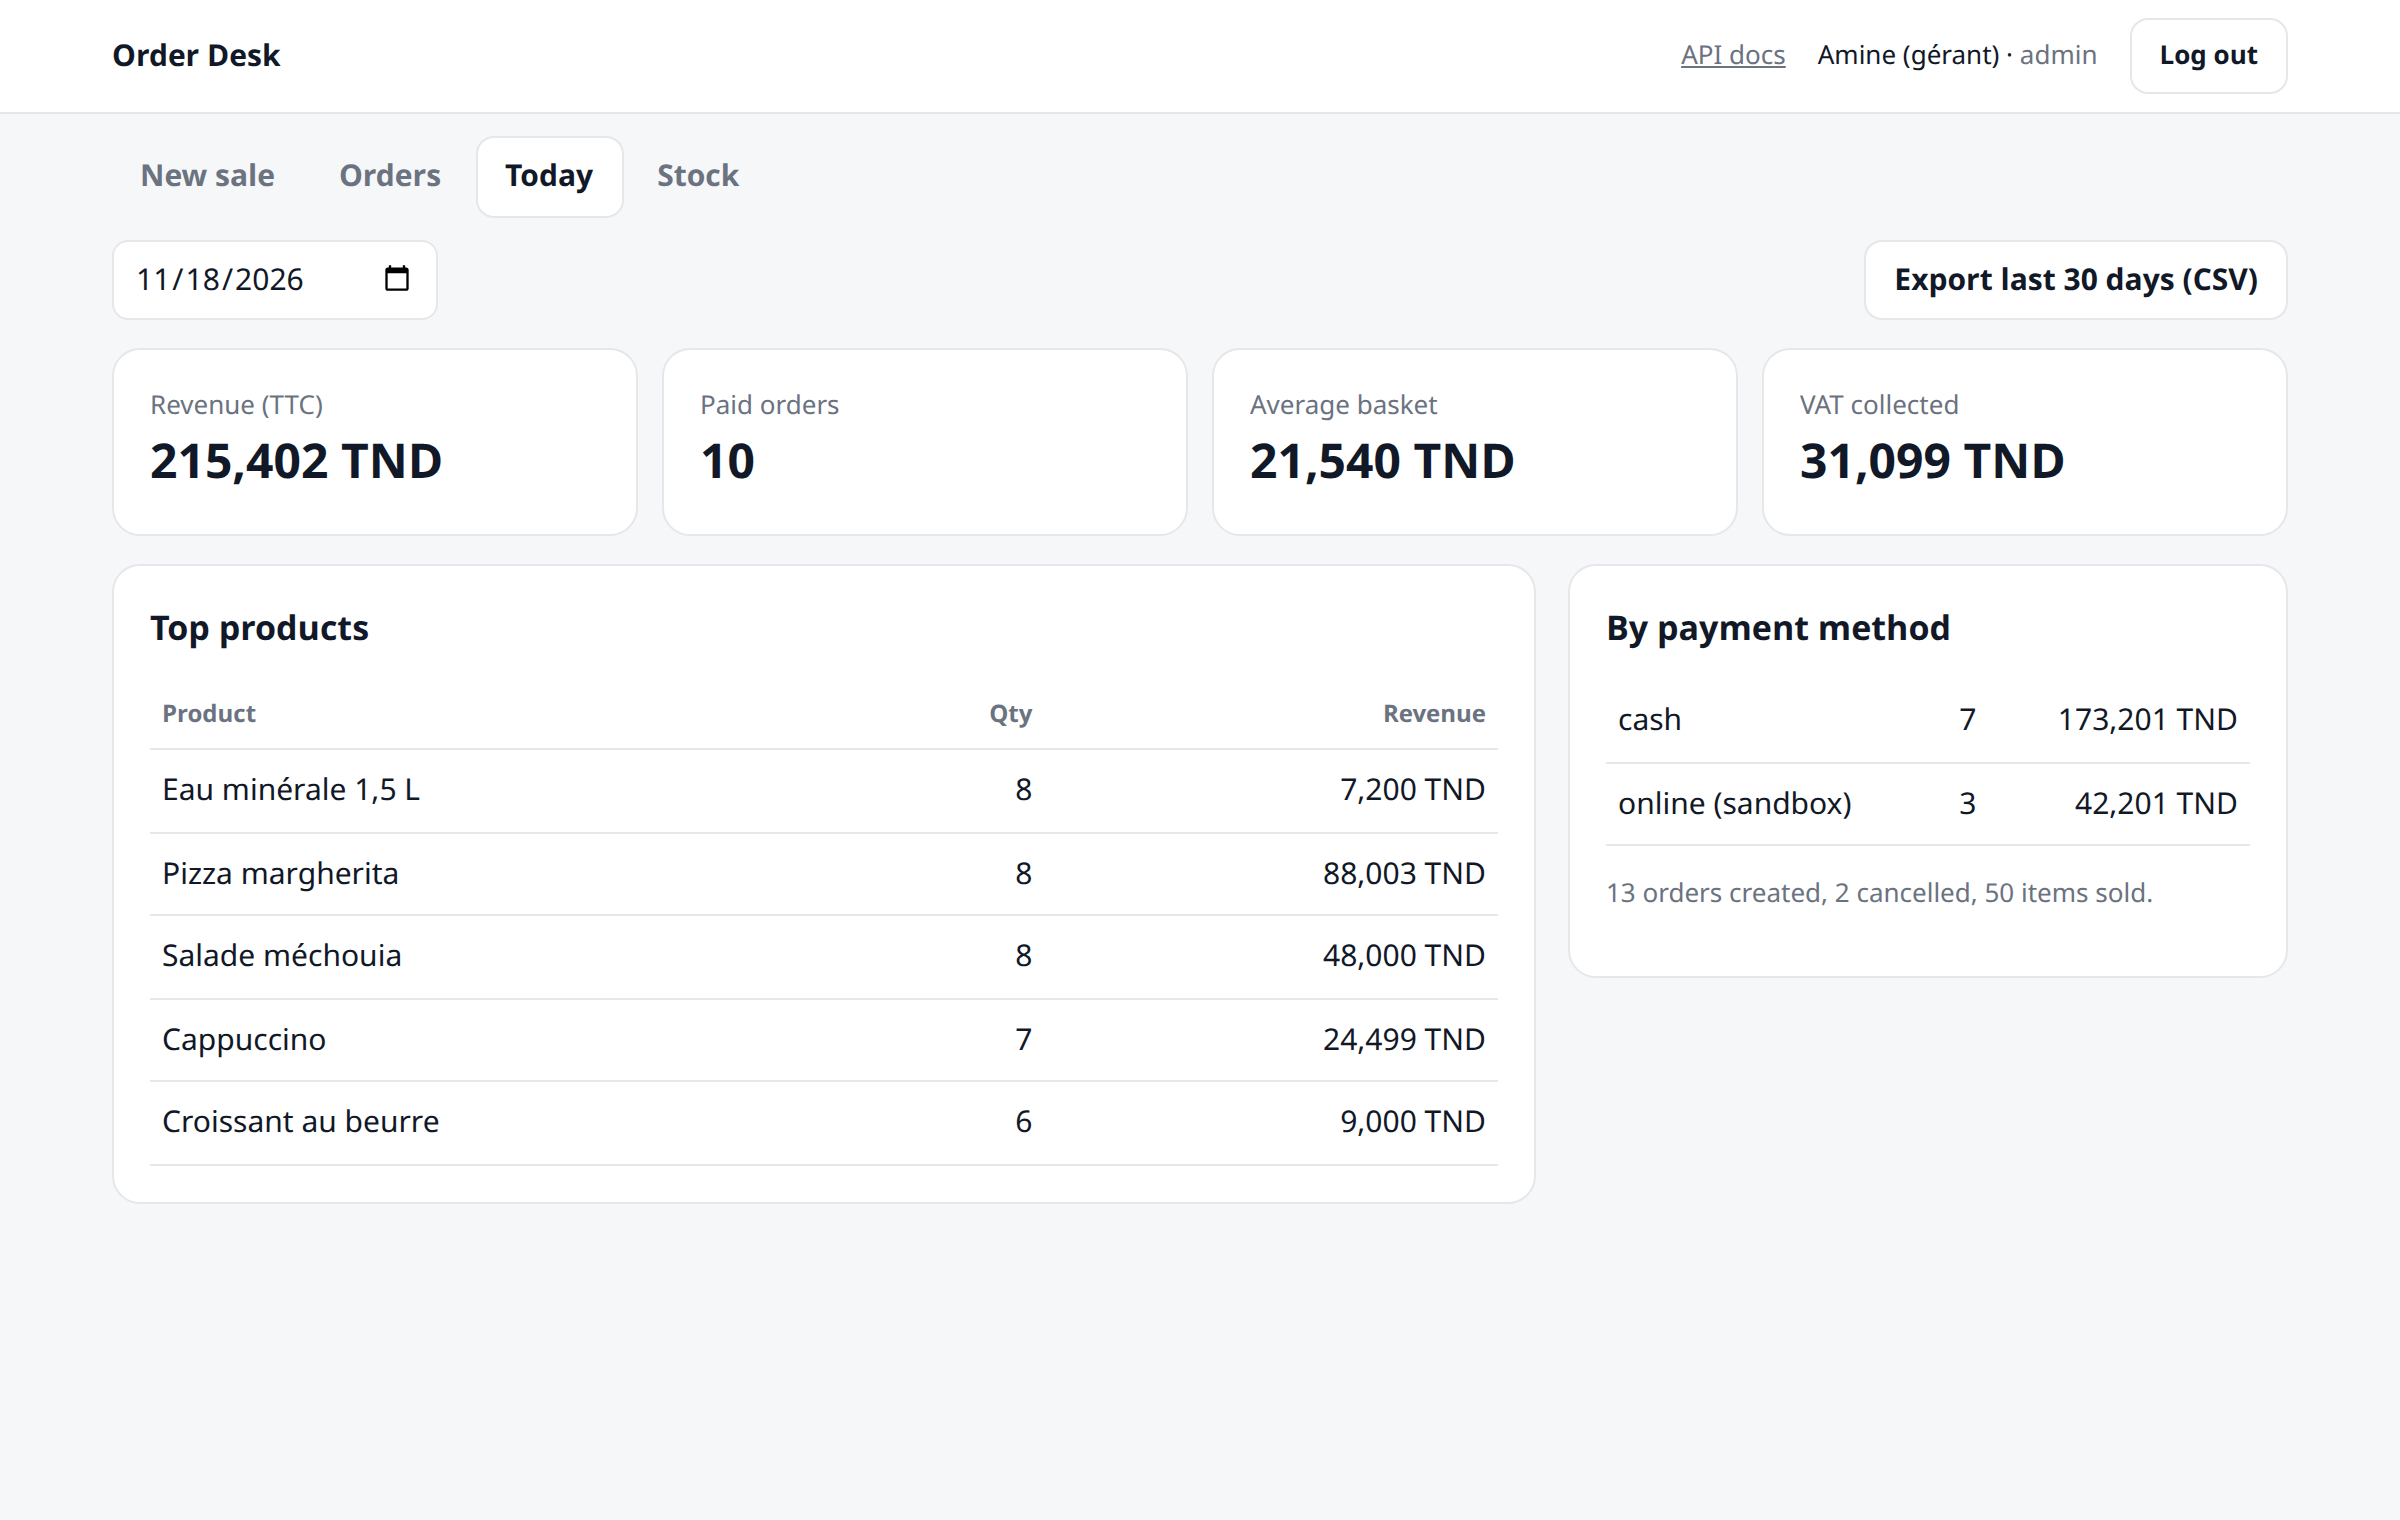 Order Desk
API docs Amine (gérant) · admin Log out
New sale Orders Today Stock
11/18/2026 Export last 30 days (CSV)
Revenue (TTC) Paid orders Average basket VAT collected
215,402 TND 10 21,540 TND 31,099 TND
Top products
Product Qty Revenue
Eau minérale 1,5 L 8 7,200 TND
Pizza margherita 8 88,003 TND
Salade méchouia 8 48,000 TND
Cappuccino 7 24,499 TND
Croissant au beurre 6 9,000 TND
By payment method
cash 7 173,201 TND
online (sandbox) 3 42,201 TND
13 orders created, 2 cancelled, 50 items sold.